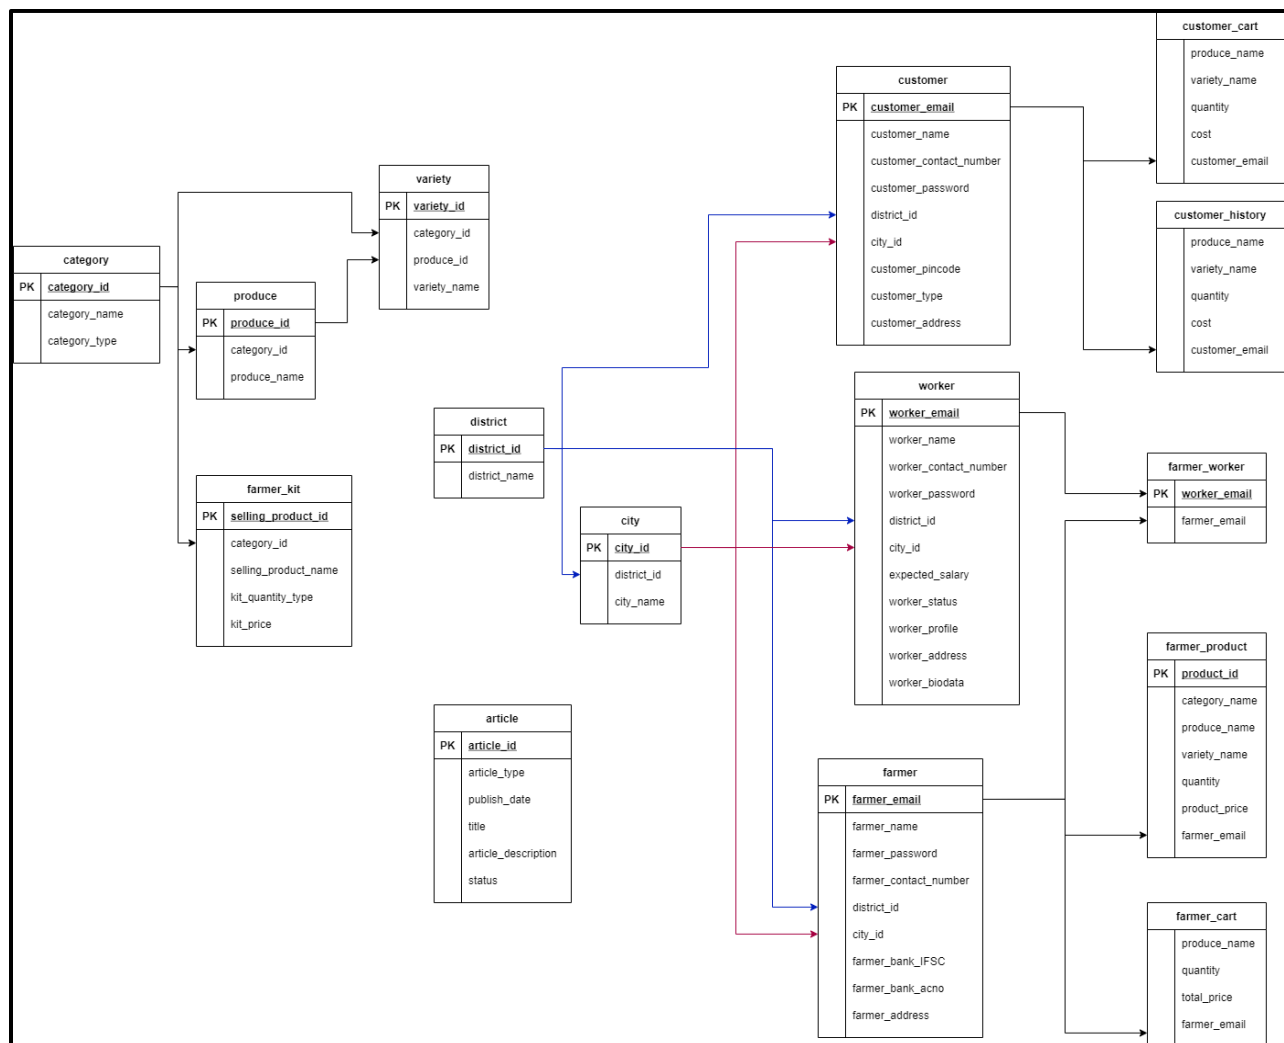 category
PK category_id
category_name
category_type
produce
PK produce_id
category_id
produce_name
variety
PK variety_id
category_id
produce_id
variety_name
farmer_kit
PK selling_product_id
category_id
selling_product_name
kit_quantity_type
kit_price
district
PK district_id
district_name
city
PK city_id
district_id
city_name
article
PK article_id
article_type
publish_date
title
article_description
status
customer
PK customer_email
customer_name
customer_contact_number
customer_password
district_id
city_id
customer_pincode
customer_type
customer_address
worker
PK worker_email
worker_name
worker_contact_number
worker_password
district_id
city_id
expected_salary
worker_status
worker_profile
worker_address
worker_biodata
farmer
PK farmer_email
farmer_name
farmer_password
farmer_contact_number
district_id
city_id
farmer_bank_IFSC
farmer_bank_acno
farmer_address
customer_cart
produce_name
variety_name
quantity
cost
customer_email
customer_history
produce_name
variety_name
quantity
cost
customer_email
farmer_worker
PK worker_email
farmer_email
farmer_product
PK product_id
category_name
produce_name
variety_name
quantity
product_price
farmer_email
farmer_cart
produce_name
quantity
total_price
farmer_email